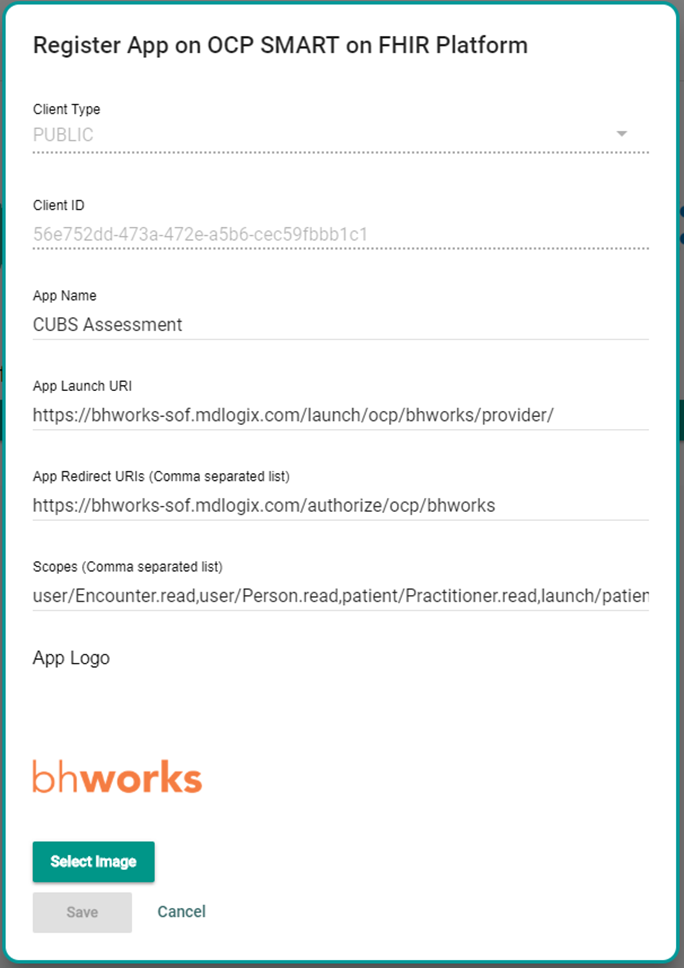 Register App on OCP SMART on FHIR Platform
Client Type
PUBLIC
Client ID
56e752dd-473a-472e-a5b6-cec59fbbb1c1
App Name
CUBS Assessment
App Launch URI
https://bhworks-sof.mdlogix.com/launch/ocp/bhworks/provider/
App Redirect URIs (Comma separated list)
https://bhworks-sof.mdlogix.com/authorize/ocp/bhworks
Scopes (Comma separated list)
user/Encounter.read,user/Person.read,patient/Practitioner.read,launch/patien
App Logo
bhworks
Select Image
Save
Cancel